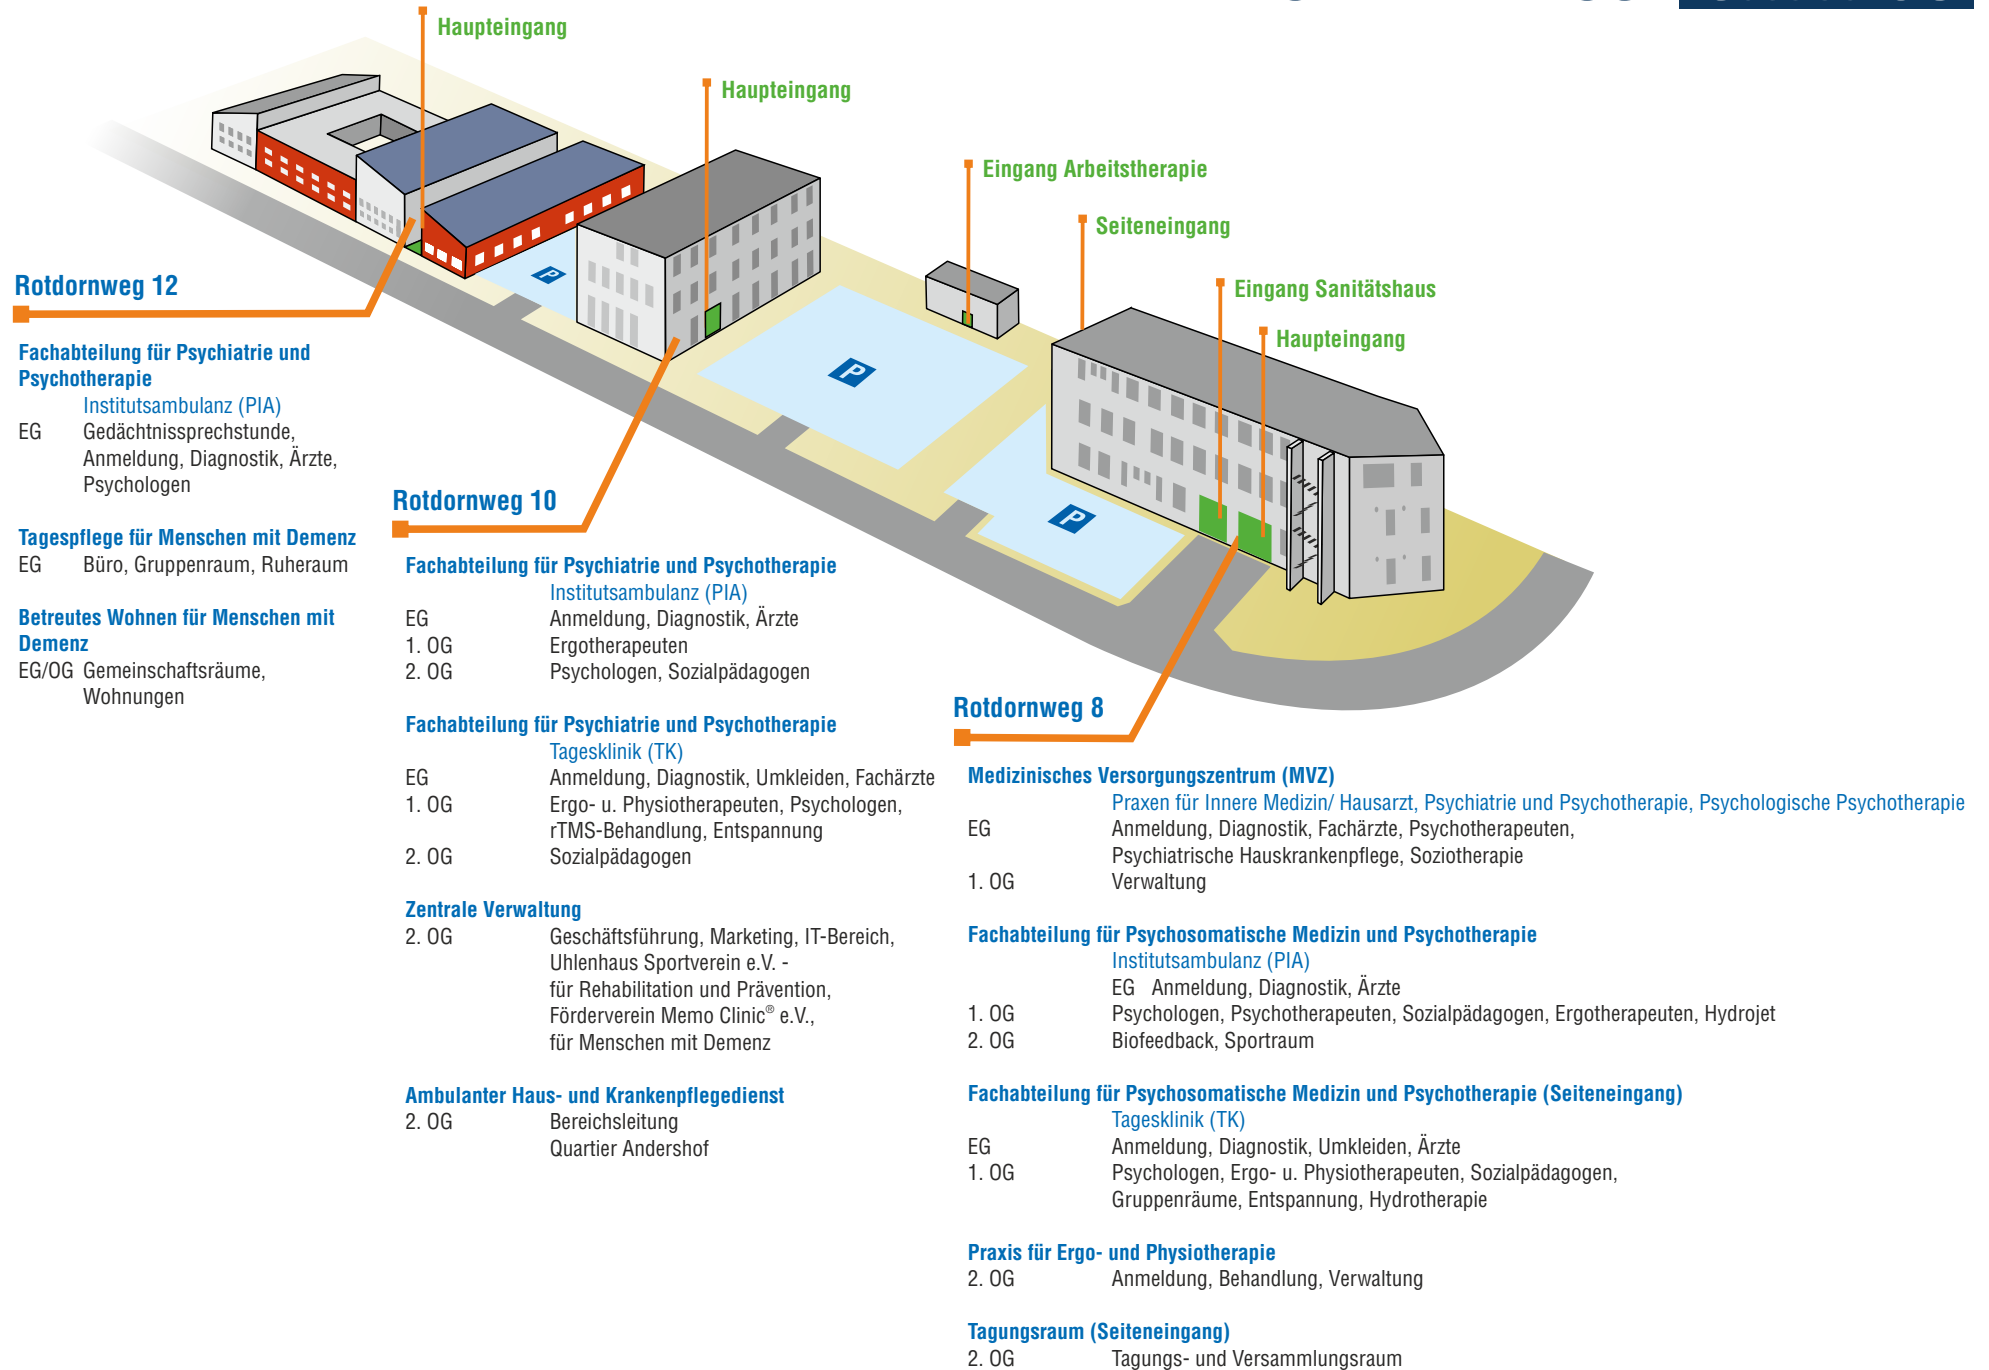 Haupteingang
Haupteingang
Eingang Arbeitstherapie
Seiteneingang
Eingang Sanitätshaus
Haupteingang
P
P
P
Rotdornweg 12
Fachabteilung für Psychiatrie und
Psychotherapie
Institutsambulanz (PIA)
EG Gedächtnissprechstunde,
Anmeldung, Diagnostik, Ärzte,
Psychologen
Tagespflege für Menschen mit Demenz
EG Büro, Gruppenraum, Ruheraum
Betreutes Wohnen für Menschen mit
Demenz
EG/OG Gemeinschaftsräume,
Wohnungen
Rotdornweg 10
Fachabteilung für Psychiatrie und Psychotherapie
Institutsambulanz (PIA)
EG Anmeldung, Diagnostik, Ärzte
1. OG Ergotherapeuten
2. OG Psychologen, Sozialpädagogen
Fachabteilung für Psychiatrie und Psychotherapie
Tagesklinik (TK)
EG Anmeldung, Diagnostik, Umkleiden, Fachärzte
1. OG Ergo- u. Physiotherapeuten, Psychologen,
rTMS-Behandlung, Entspannung
2. OG Sozialpädagogen
Zentrale Verwaltung
2. OG Geschäftsführung, Marketing, IT-Bereich,
Uhlenhaus Sportverein e.V. -
für Rehabilitation und Prävention,
Förderverein Memo Clinic® e.V.,
für Menschen mit Demenz
Ambulanter Haus- und Krankenpflegedienst
2. OG Bereichsleitung
Quartier Andershof
Rotdornweg 8
Medizinisches Versorgungszentrum (MVZ)
Praxen für Innere Medizin/ Hausarzt, Psychiatrie und Psychotherapie, Psychologische Psychotherapie
EG Anmeldung, Diagnostik, Fachärzte, Psychotherapeuten,
Psychiatrische Hauskrankenpflege, Soziotherapie
1. OG Verwaltung
Fachabteilung für Psychosomatische Medizin und Psychotherapie
Institutsambulanz (PIA)
EG Anmeldung, Diagnostik, Ärzte
1. OG Psychologen, Psychotherapeuten, Sozialpädagogen, Ergotherapeuten, Hydrojet
2. OG Biofeedback, Sportraum
Fachabteilung für Psychosomatische Medizin und Psychotherapie (Seiteneingang)
Tagesklinik (TK)
EG Anmeldung, Diagnostik, Umkleiden, Ärzte
1. OG Psychologen, Ergo- u. Physiotherapeuten, Sozialpädagogen,
Gruppenräume, Entspannung, Hydrotherapie
Praxis für Ergo- und Physiotherapie
2. OG Anmeldung, Behandlung, Verwaltung
Tagungsraum (Seiteneingang)
2. OG Tagungs- und Versammlungsraum